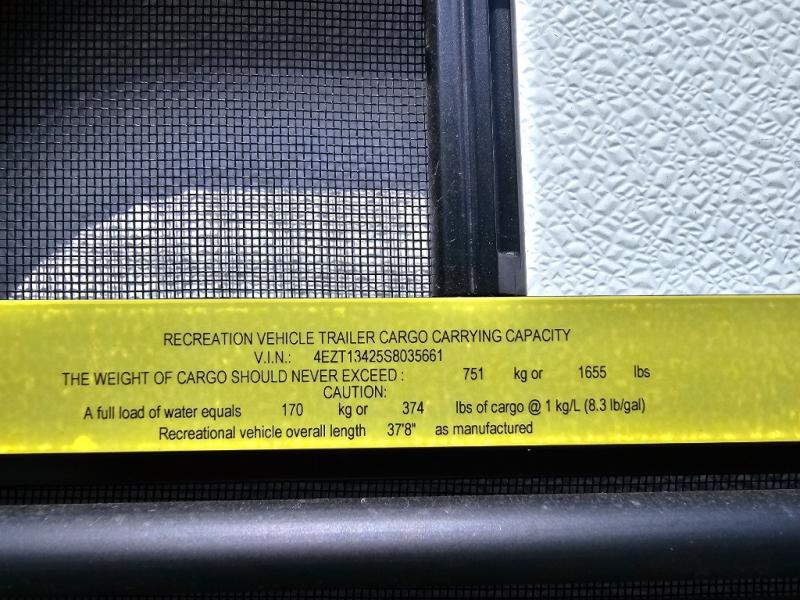 RECREATION VEHICLE TRAILER CARGO CARRYING CAPACITY
V.I.N.: 4EZT13425S8035661
THE WEIGHT OF CARGO SHOULD NEVER EXCEED : 751 kg or 1655 lbs
CAUTION:
A full load of water equals 170 kg or 374 lbs of cargo @ 1 kg/L (8.3 lb/gal)
Recreational vehicle overall length 37'8" as manufactured